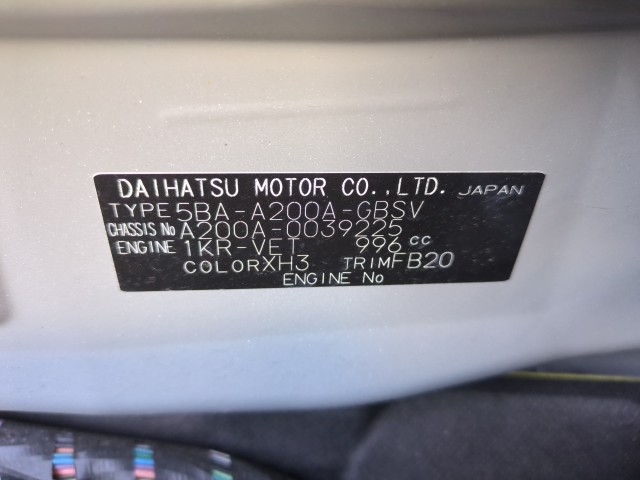 DAIHATSU MOTOR CO.,LTD. JAPAN
TYPE 5BA-A200A-GBSV
CHASSIS No A200A-0039225
ENGINE 1KR-VET 996 cc
COLOR XH3 TRIM FB20
ENGINE No